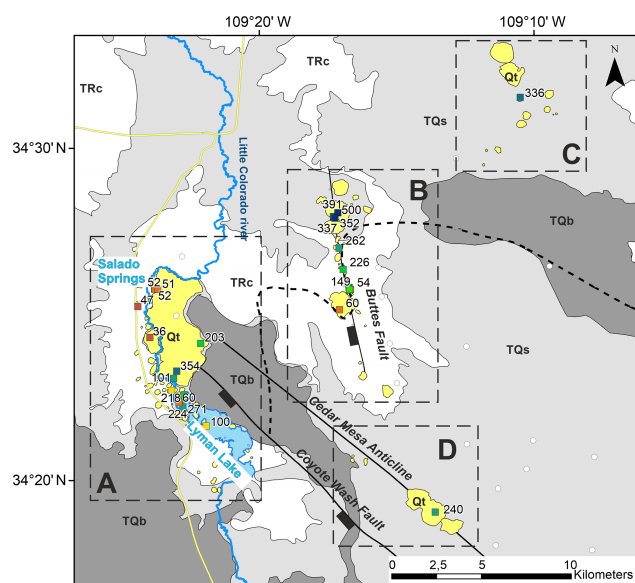 109°20' W
109°10' W
TRc
TRc
N
Qt
336
TQs
C
34°30'
Little Colorado river
B
391
500
352
337
TQb
262
Salado
Springs
52
51
52
47
TRc
226
149
54
60
Buttes Fault
36
Qt
203
TQs
354
101
TQb
218
60
271
224
100
Lyman Lake
Cedar Mesa Anticline
Coyote Wash Fault
D
A
34°20' N
Qt
240
TQb
0
2,5
5
10
Kilometers